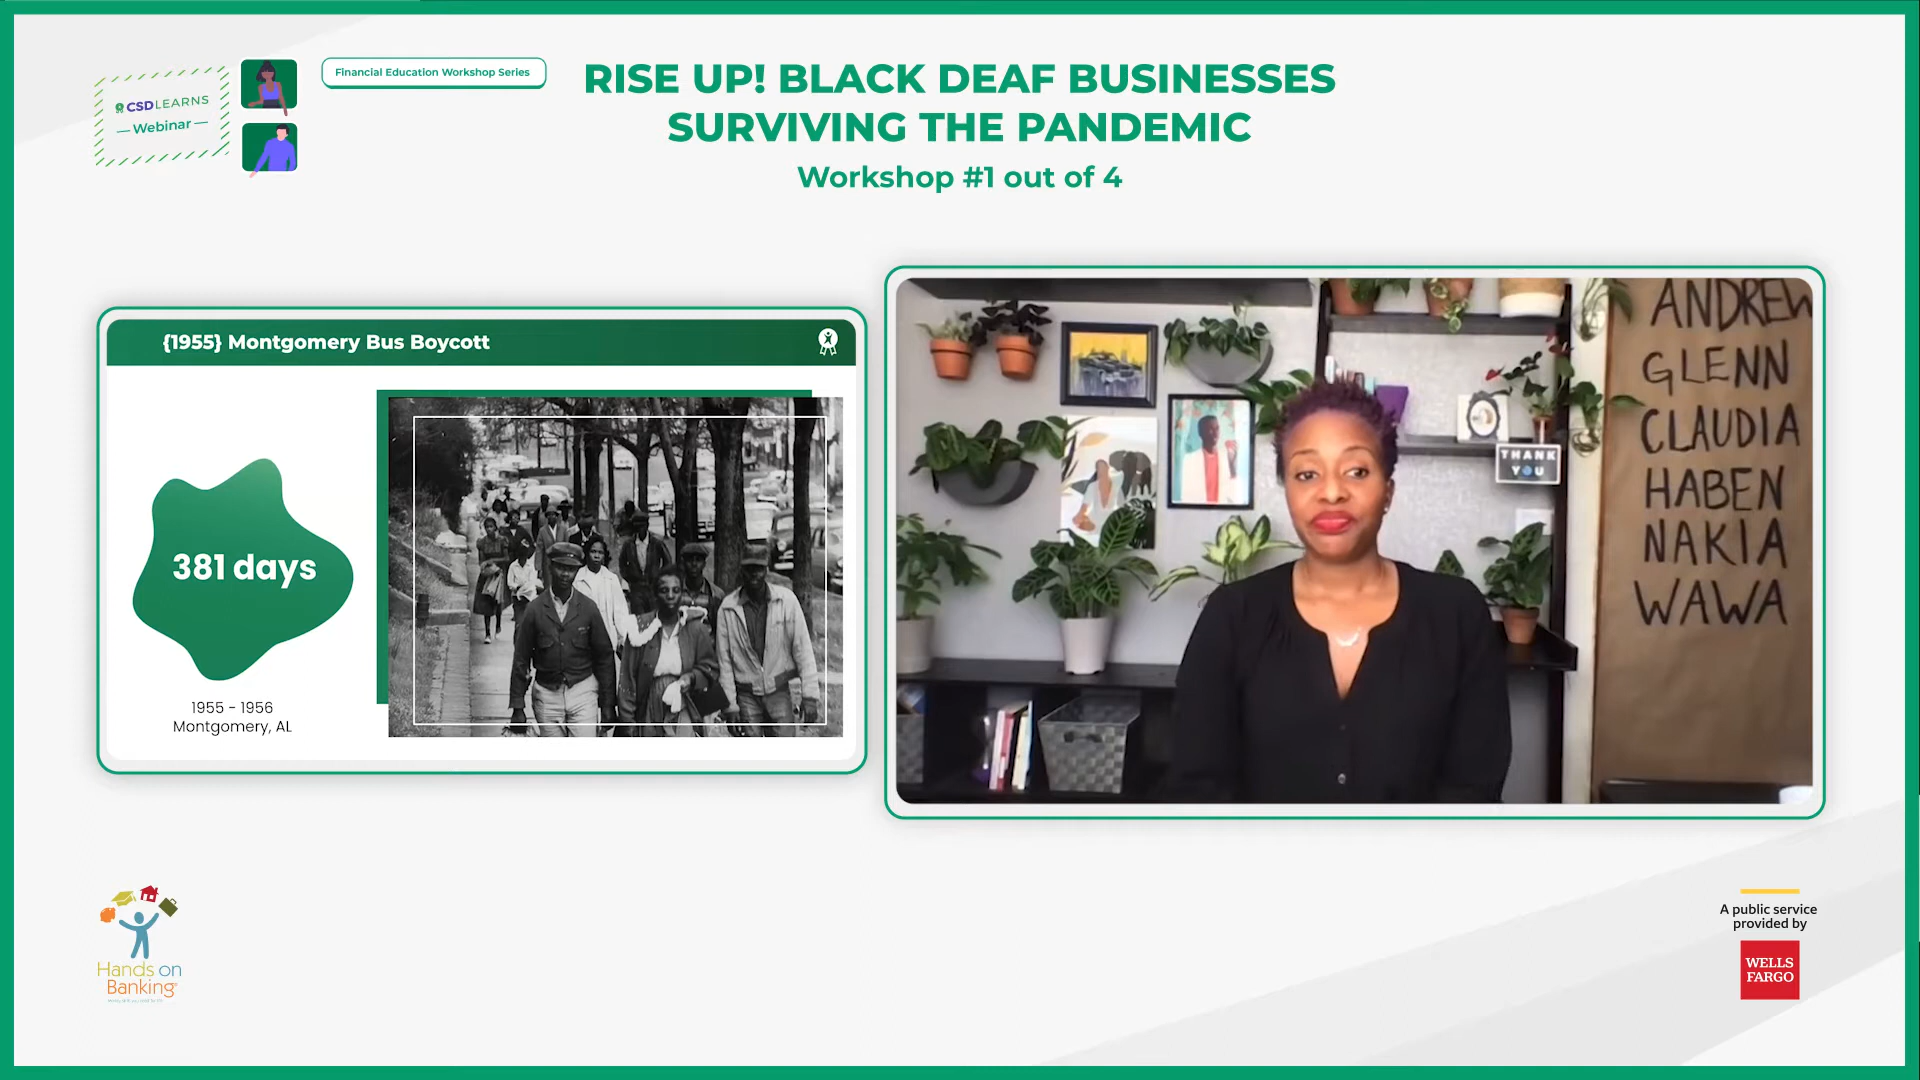 CSDLEARNS
Webinar
Financial Education Workshop Series
RISE UP! BLACK DEAF BUSINESSES
SURVIVING THE PANDEMIC
Workshop #1 out of 4
{1955} Montgomery Bus Boycott
381 days
1955 - 1956
Montgomery, AL
THANK
YOU
ANDREW
GLENN
CLAUDIA
HABEN
NAKIA
WAWA
Hands on
Banking
A public service
provided by
WELLS
FARGO